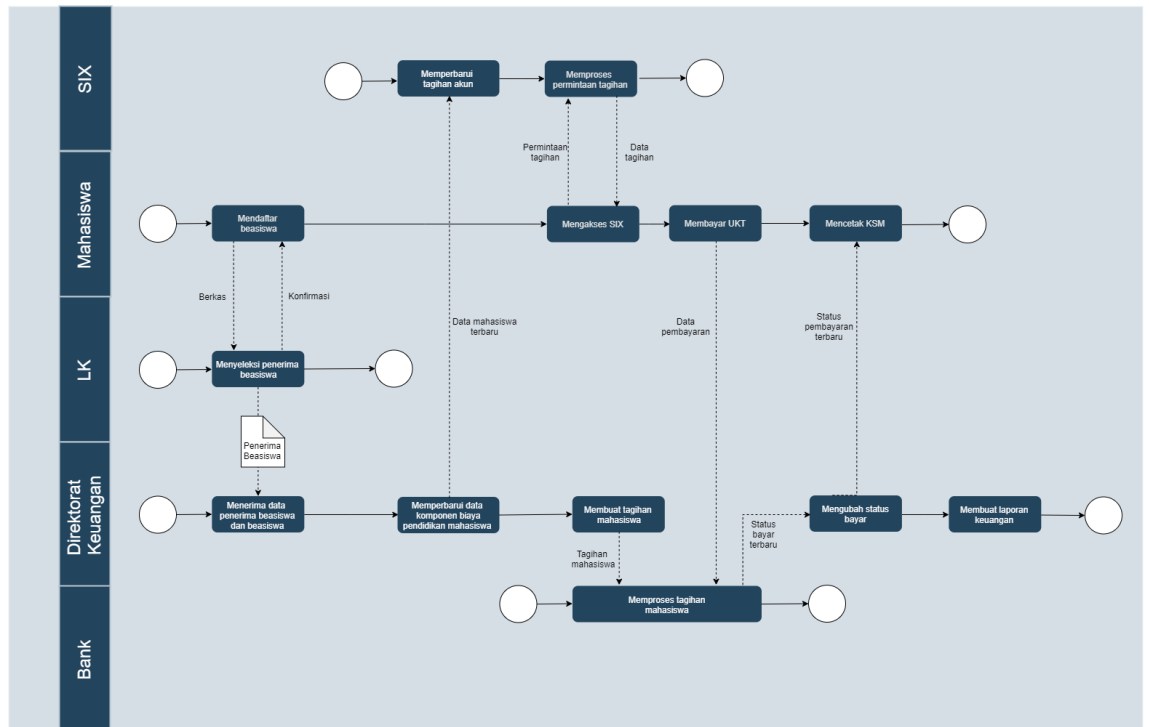 SIX
Memperbarui
tagihan akun
Memproses
permintaan tagihan
Permintaan
tagihan
Data
tagihan
Mahasiswa
Mendaftar
beasiswa
Mengakses SIX
Membayar UKT
Mencetak KSM
Berkas
Konfirmasi
Data mahasiswa
terbaru
Data
pembayaran
Status
pembayaran
terbaru
LK
Menyeleksi penerima
beasiswa
Penerima
Beasiswa
Direktorat
Keuangan
Menerima data
penerima beasiswa
dan beasiswa
Memperbarui data
komponen biaya
pendidikan mahasiswa
Membuat tagihan
mahasiswa
Mengubah status
bayar
Membuat laporan
keuangan
Tagihan
mahasiswa
Status
bayar
terbaru
Bank
Memproses tagihan
mahasiswa